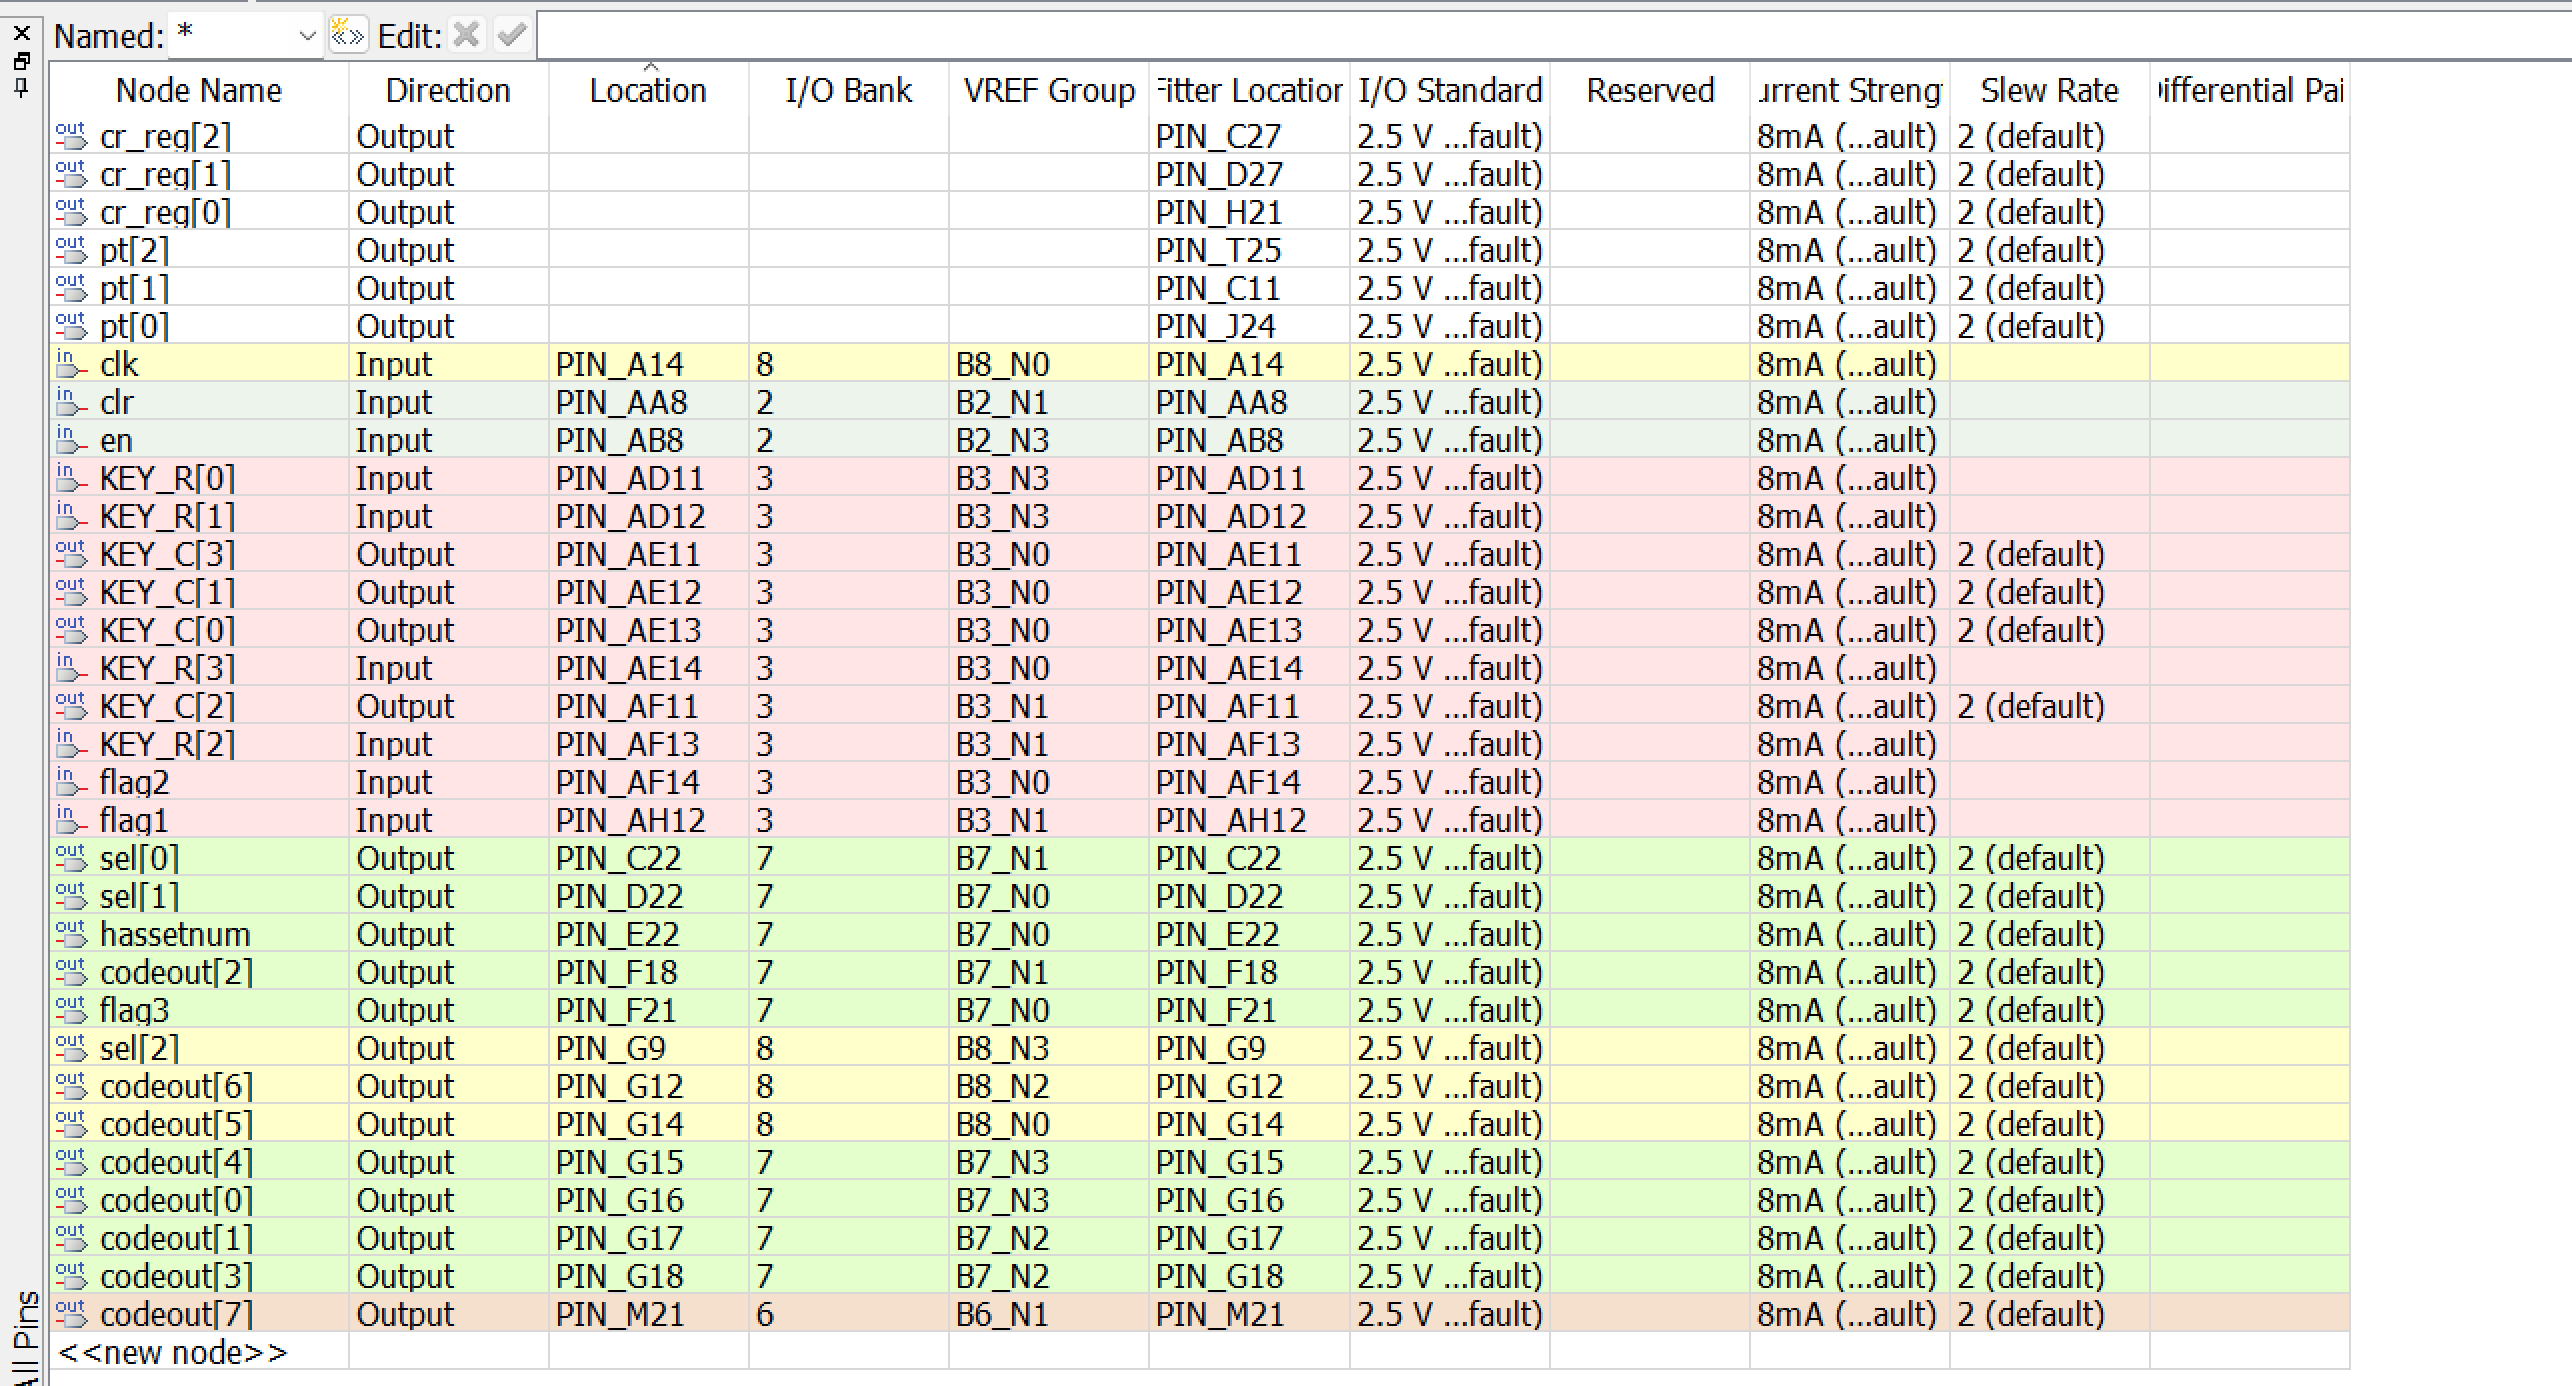 Named: * Edit:
Node Name Direction Location I/O Bank VREF Group Fitter Location I/O Standard Reserved urrent Streng Slew Rate ifferential Pai
out cr_reg[2] Output PIN_C27 2.5 V ...fault) 8mA (...ault) 2 (default)
out cr_reg[1] Output PIN_D27 2.5 V ...fault) 8mA (...ault) 2 (default)
out cr_reg[0] Output PIN_H21 2.5 V ...fault) 8mA (...ault) 2 (default)
out pt[2] Output PIN_T25 2.5 V ...fault) 8mA (...ault) 2 (default)
out pt[1] Output PIN_C11 2.5 V ...fault) 8mA (...ault) 2 (default)
out pt[0] Output PIN_J24 2.5 V ...fault) 8mA (...ault) 2 (default)
in clk Input PIN_A14 8 B8_N0 PIN_A14 2.5 V ...fault) 8mA (...ault)
in clr Input PIN_AA8 2 B2_N1 PIN_AA8 2.5 V ...fault) 8mA (...ault)
in en Input PIN_AB8 2 B2_N3 PIN_AB8 2.5 V ...fault) 8mA (...ault)
in KEY_R[0] Input PIN_AD11 3 B3_N3 PIN_AD11 2.5 V ...fault) 8mA (...ault)
in KEY_R[1] Input PIN_AD12 3 B3_N3 PIN_AD12 2.5 V ...fault) 8mA (...ault)
out KEY_C[3] Output PIN_AE11 3 B3_N0 PIN_AE11 2.5 V ...fault) 8mA (...ault) 2 (default)
out KEY_C[1] Output PIN_AE12 3 B3_N0 PIN_AE12 2.5 V ...fault) 8mA (...ault) 2 (default)
out KEY_C[0] Output PIN_AE13 3 B3_N0 PIN_AE13 2.5 V ...fault) 8mA (...ault) 2 (default)
in KEY_R[3] Input PIN_AE14 3 B3_N0 PIN_AE14 2.5 V ...fault) 8mA (...ault)
out KEY_C[2] Output PIN_AF11 3 B3_N1 PIN_AF11 2.5 V ...fault) 8mA (...ault) 2 (default)
in KEY_R[2] Input PIN_AF13 3 B3_N1 PIN_AF13 2.5 V ...fault) 8mA (...ault)
in flag2 Input PIN_AF14 3 B3_N0 PIN_AF14 2.5 V ...fault) 8mA (...ault)
in flag1 Input PIN_AH12 3 B3_N1 PIN_AH12 2.5 V ...fault) 8mA (...ault)
out sel[0] Output PIN_C22 7 B7_N1 PIN_C22 2.5 V ...fault) 8mA (...ault) 2 (default)
out sel[1] Output PIN_D22 7 B7_N0 PIN_D22 2.5 V ...fault) 8mA (...ault) 2 (default)
out hassetnum Output PIN_E22 7 B7_N0 PIN_E22 2.5 V ...fault) 8mA (...ault) 2 (default)
out codeout[2] Output PIN_F18 7 B7_N1 PIN_F18 2.5 V ...fault) 8mA (...ault) 2 (default)
out flag3 Output PIN_F21 7 B7_N0 PIN_F21 2.5 V ...fault) 8mA (...ault) 2 (default)
out sel[2] Output PIN_G9 8 B8_N3 PIN_G9 2.5 V ...fault) 8mA (...ault) 2 (default)
out codeout[6] Output PIN_G12 8 B8_N2 PIN_G12 2.5 V ...fault) 8mA (...ault) 2 (default)
out codeout[5] Output PIN_G14 8 B8_N0 PIN_G14 2.5 V ...fault) 8mA (...ault) 2 (default)
out codeout[4] Output PIN_G15 7 B7_N3 PIN_G15 2.5 V ...fault) 8mA (...ault) 2 (default)
out codeout[0] Output PIN_G16 7 B7_N3 PIN_G16 2.5 V ...fault) 8mA (...ault) 2 (default)
out codeout[1] Output PIN_G17 7 B7_N2 PIN_G17 2.5 V ...fault) 8mA (...ault) 2 (default)
out codeout[3] Output PIN_G18 7 B7_N2 PIN_G18 2.5 V ...fault) 8mA (...ault) 2 (default)
out codeout[7] Output PIN_M21 6 B6_N1 PIN_M21 2.5 V ...fault) 8mA (...ault) 2 (default)
<<new node>>
All Pins